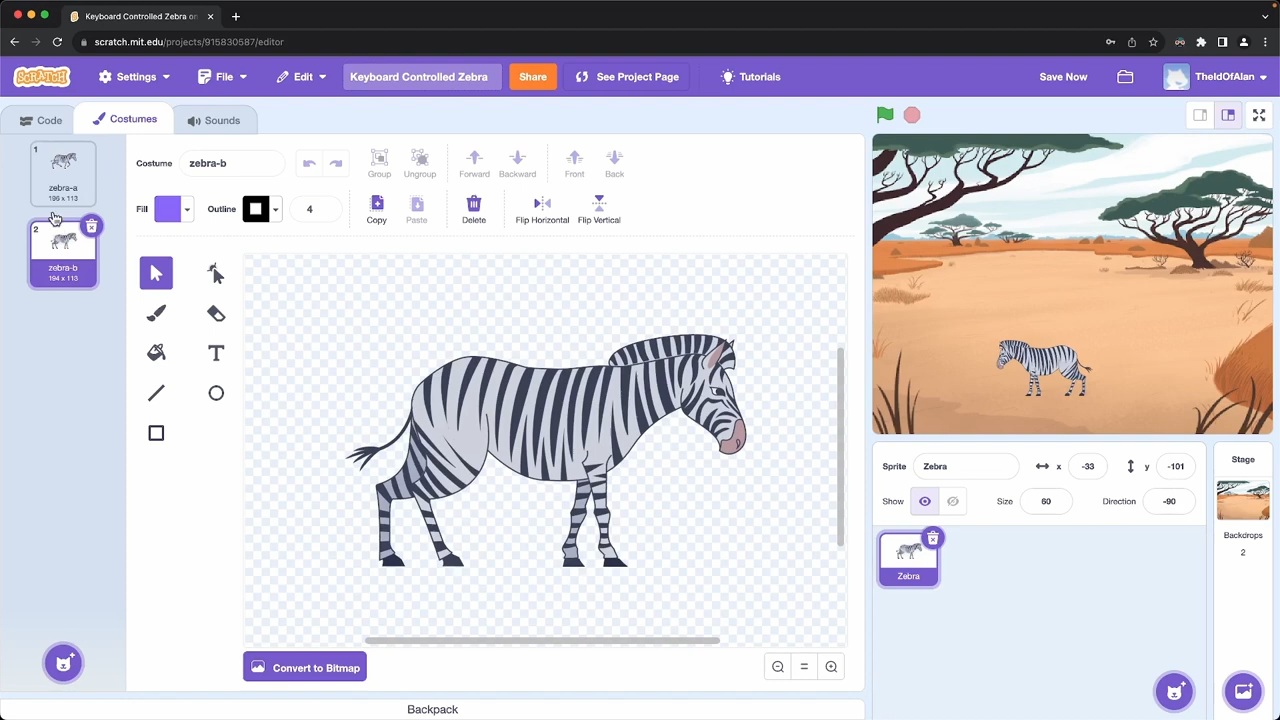 Keyboard Controlled Zebra on
scratch.mit.edu/projects/915830587/editor
SCRATCH
Settings
File
Edit
Keyboard Controlled Zebra
Share
See Project Page
Tutorials
Save Now
TheIdOfAlan
Code
Costumes
Sounds
1
zebra-a
196 x 113
2
zebra-b
194 x 113
Costume
zebra-b
Group
Ungroup
Forward
Backward
Front
Back
Fill
Outline
4
Copy
Paste
Delete
Flip Horizontal
Flip Vertical
T
Convert to Bitmap
Backpack
Sprite
Zebra
x
-33
y
-101
Show
Size
60
Direction
-90
Zebra
Stage
Backdrops
2